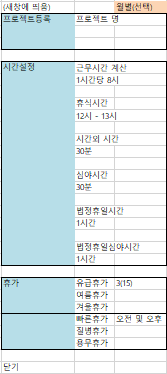 (새창에 띄움) 월별(선택)
프로젝트등록 프로젝트 명
시간설정 근무시간 계산
1시간당 8시
휴식시간
12시 - 13시
시간외 시간
30분
심야시간
30분
법정휴일시간
1시간
법정휴일심야시간
1시간
휴가 유급휴가 3(15)
여름휴가
겨울휴가
빠른휴가 오전 및 오후
질병휴가
용무휴가
닫기